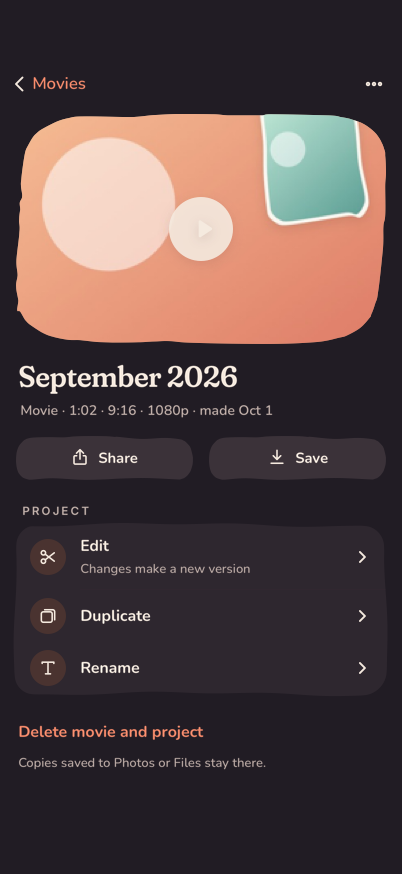 Movies
September 2026
Movie · 1:02 · 9:16 · 1080p · made Oct 1
Share
Save
PROJECT
Edit
Changes make a new version
Duplicate
Rename
Delete movie and project
Copies saved to Photos or Files stay there.